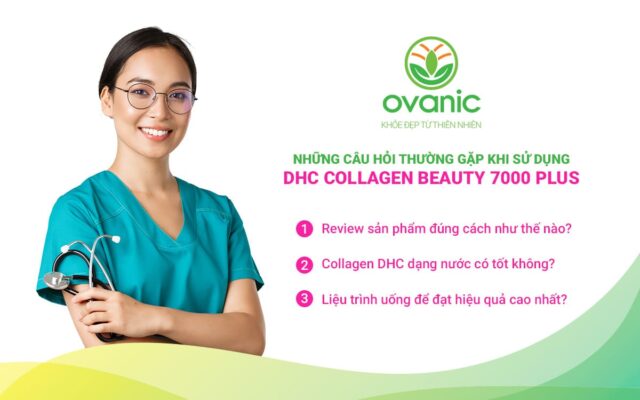 ovanic
KHỎE ĐẸP TỪ THIÊN NHIÊN
NHỮNG CÂU HỎI THƯỜNG GẶP KHI SỬ DỤNG
DHC COLLAGEN BEAUTY 7000 PLUS
1 Review sản phẩm đúng cách như thế nào?
2 Collagen DHC dạng nước có tốt không?
3 Liệu trình uống để đạt hiệu quả cao nhất?